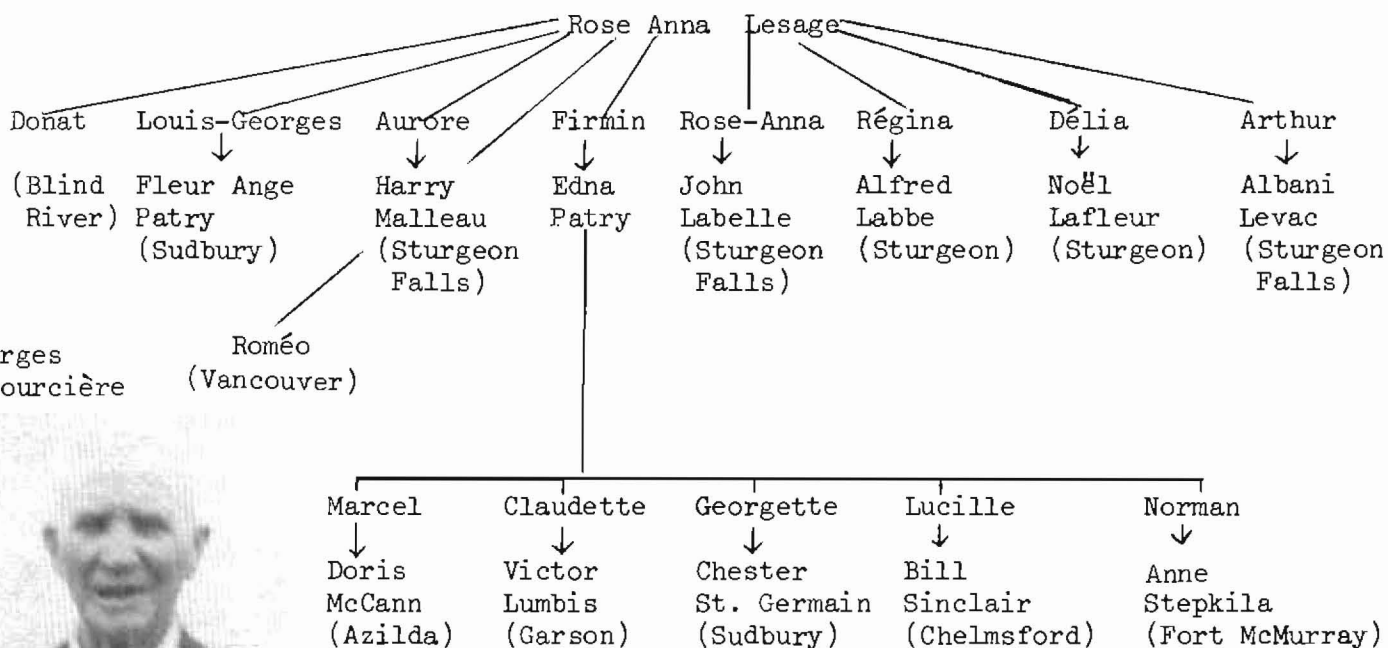 Rose Anna Lesage
Donat Louis-Georges Aurore Firmin Rose-Anna Régina Délia Arthur
(Blind Fleur Ange Harry Edna John Alfred Noël Albani
River) Patry Malleau Patry Labelle Labbe Lafleur Levac
(Sudbury) (Sturgeon (Sturgeon (Sturgeon) (Sturgeon) (Sturgeon
Falls) Falls) Falls)
rges Roméo
ourcière (Vancouver)
Marcel Claudette Georgette Lucille Norman
Doris Victor Chester Bill Anne
McCann Lumbis St. Germain Sinclair Stepkila
(Azilda) (Garson) (Sudbury) (Chelmsford) (Fort McMurray)